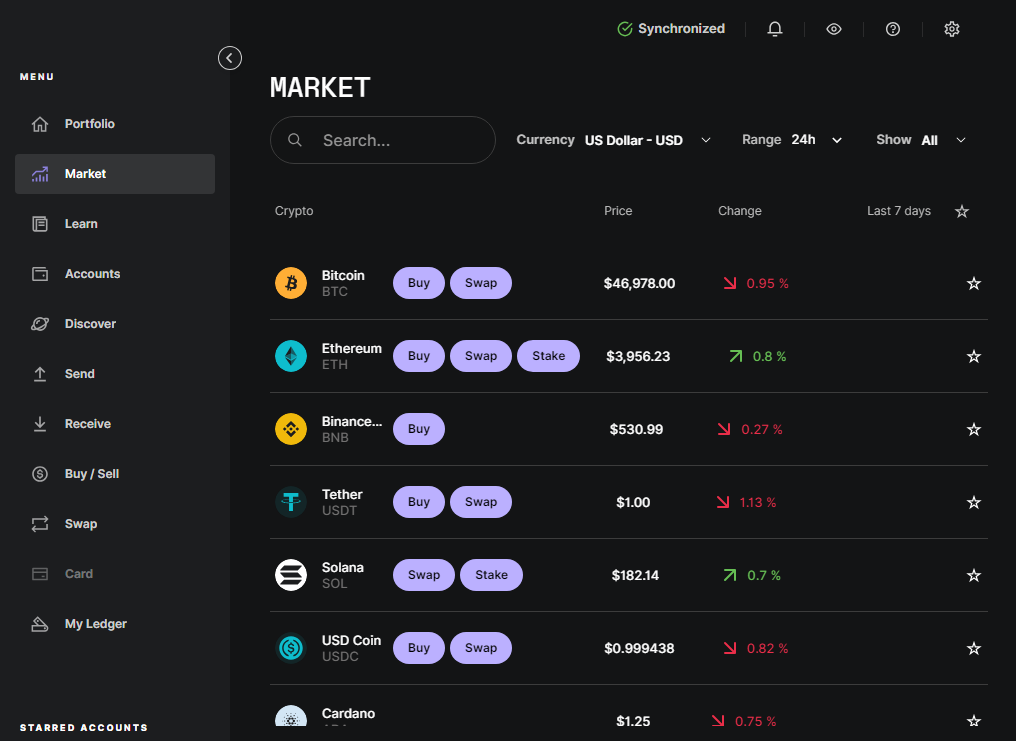 Synchronized
MENU
MARKET
Portfolio
Search...
Currency US Dollar - USD
Range 24h
Show All
Market
Crypto Price Change Last 7 days
Learn
Accounts
Discover
Send
Receive
Buy / Sell
Swap
Card
My Ledger
STARRED ACCOUNTS
Bitcoin Buy Swap $46,978.00 0.95 %
BTC
Ethereum Buy Swap Stake $3,956.23 0.8 %
ETH
Binance... Buy $530.99 0.27 %
BNB
Tether Buy Swap $1.00 1.13 %
USDT
Solana Swap Stake $182.14 0.7 %
SOL
USD Coin Buy Swap $0.999438 0.82 %
USDC
Cardano $1.25 0.75 %